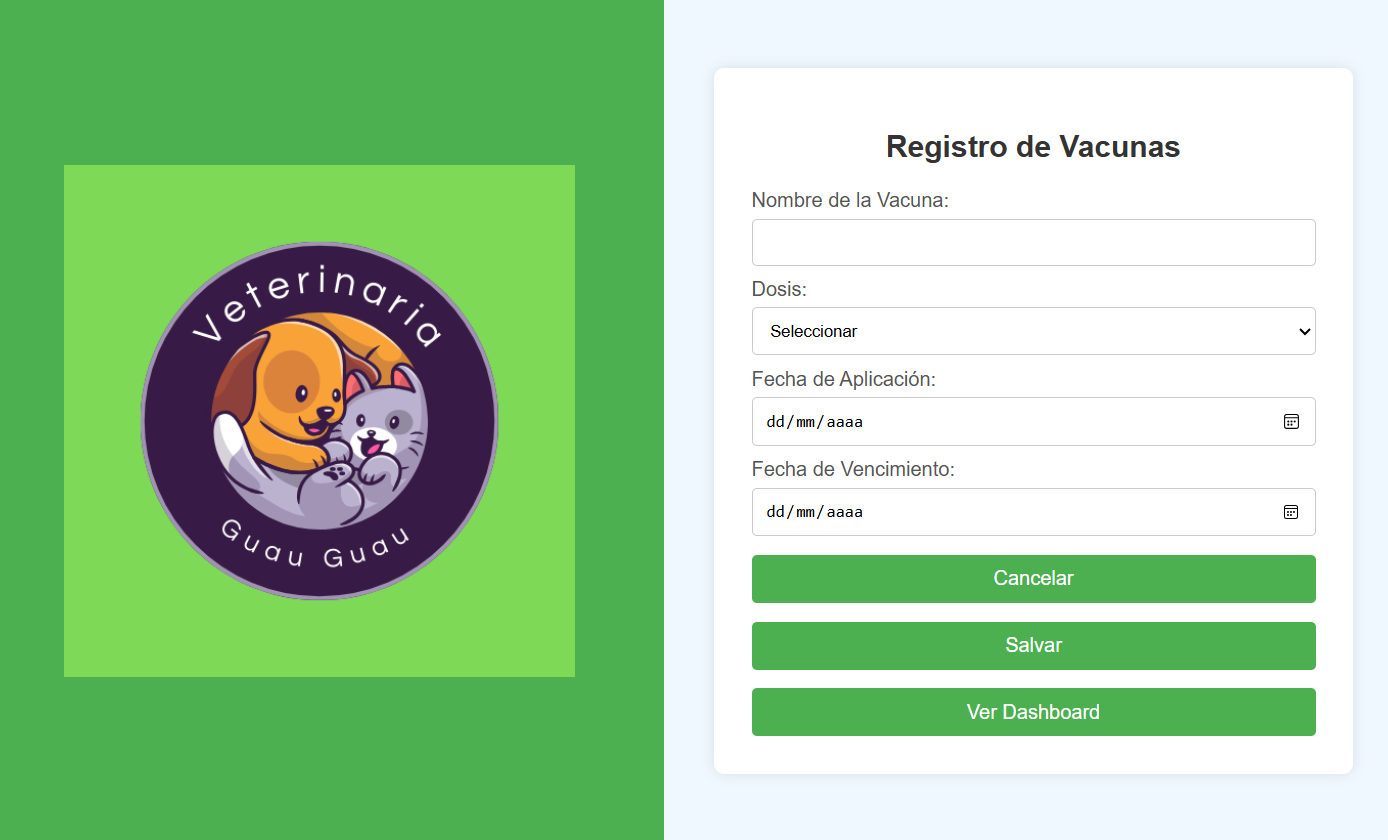 Veterinaria
Guau Guau
Registro de Vacunas
Nombre de la Vacuna:
Dosis:
Seleccionar
Fecha de Aplicación:
dd/mm/aaaa
Fecha de Vencimiento:
dd/mm/aaaa
Cancelar
Salvar
Ver Dashboard